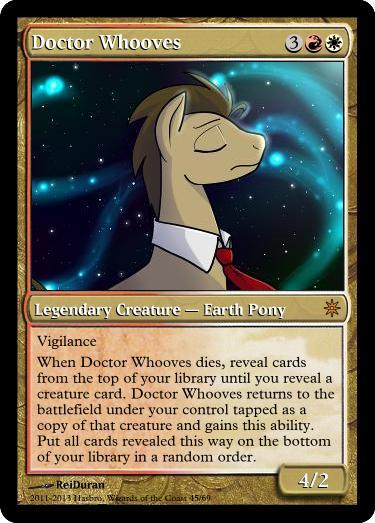 Doctor Whooves 3
Legendary Creature — Earth Pony
Vigilance
When Doctor Whooves dies, reveal cards
from the top of your library until you reveal a
creature card. Doctor Whooves returns to the
battlefield under your control tapped as a
copy of that creature and gains this ability.
Put all cards revealed this way on the bottom
of your library in a random order.
4/2
ReiDuran
2011-2013 Hasbro, Wizards of the Coast 45/69